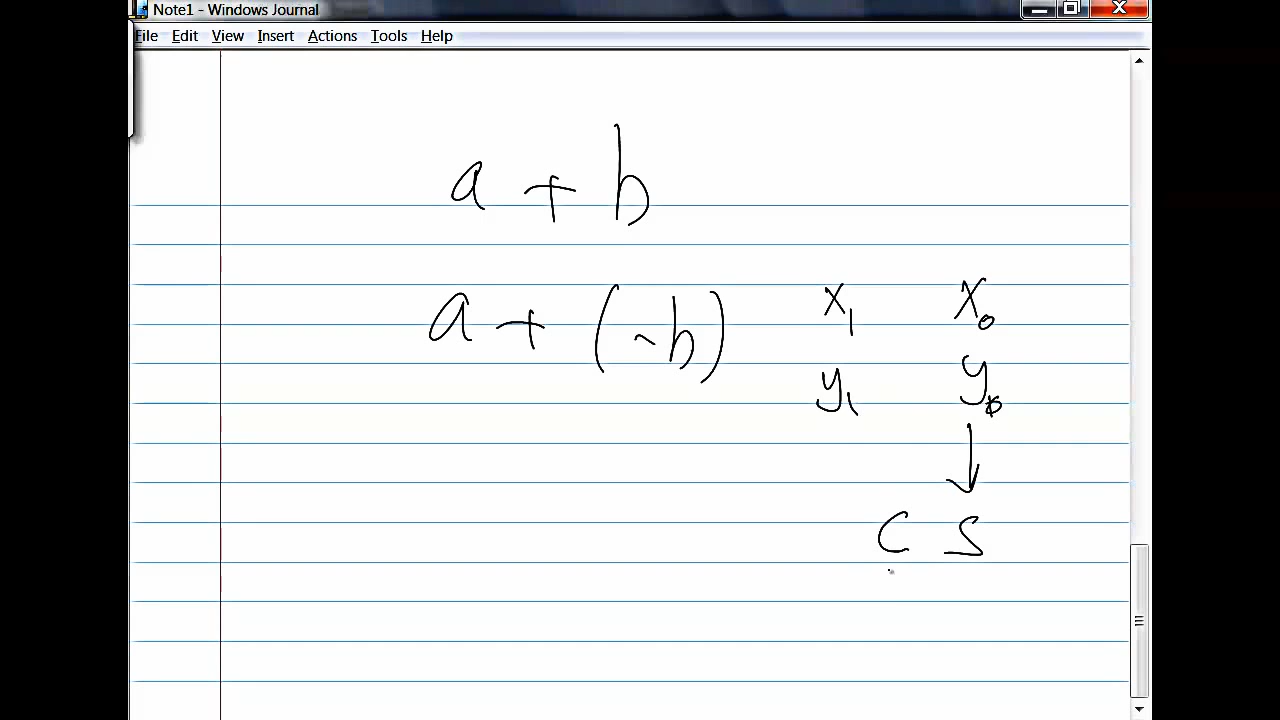 Note1 - Windows Journal
File Edit View Insert Actions Tools Help
a + b
a + (-b)
x₁ x₀
y₁ y₀
↓
C S